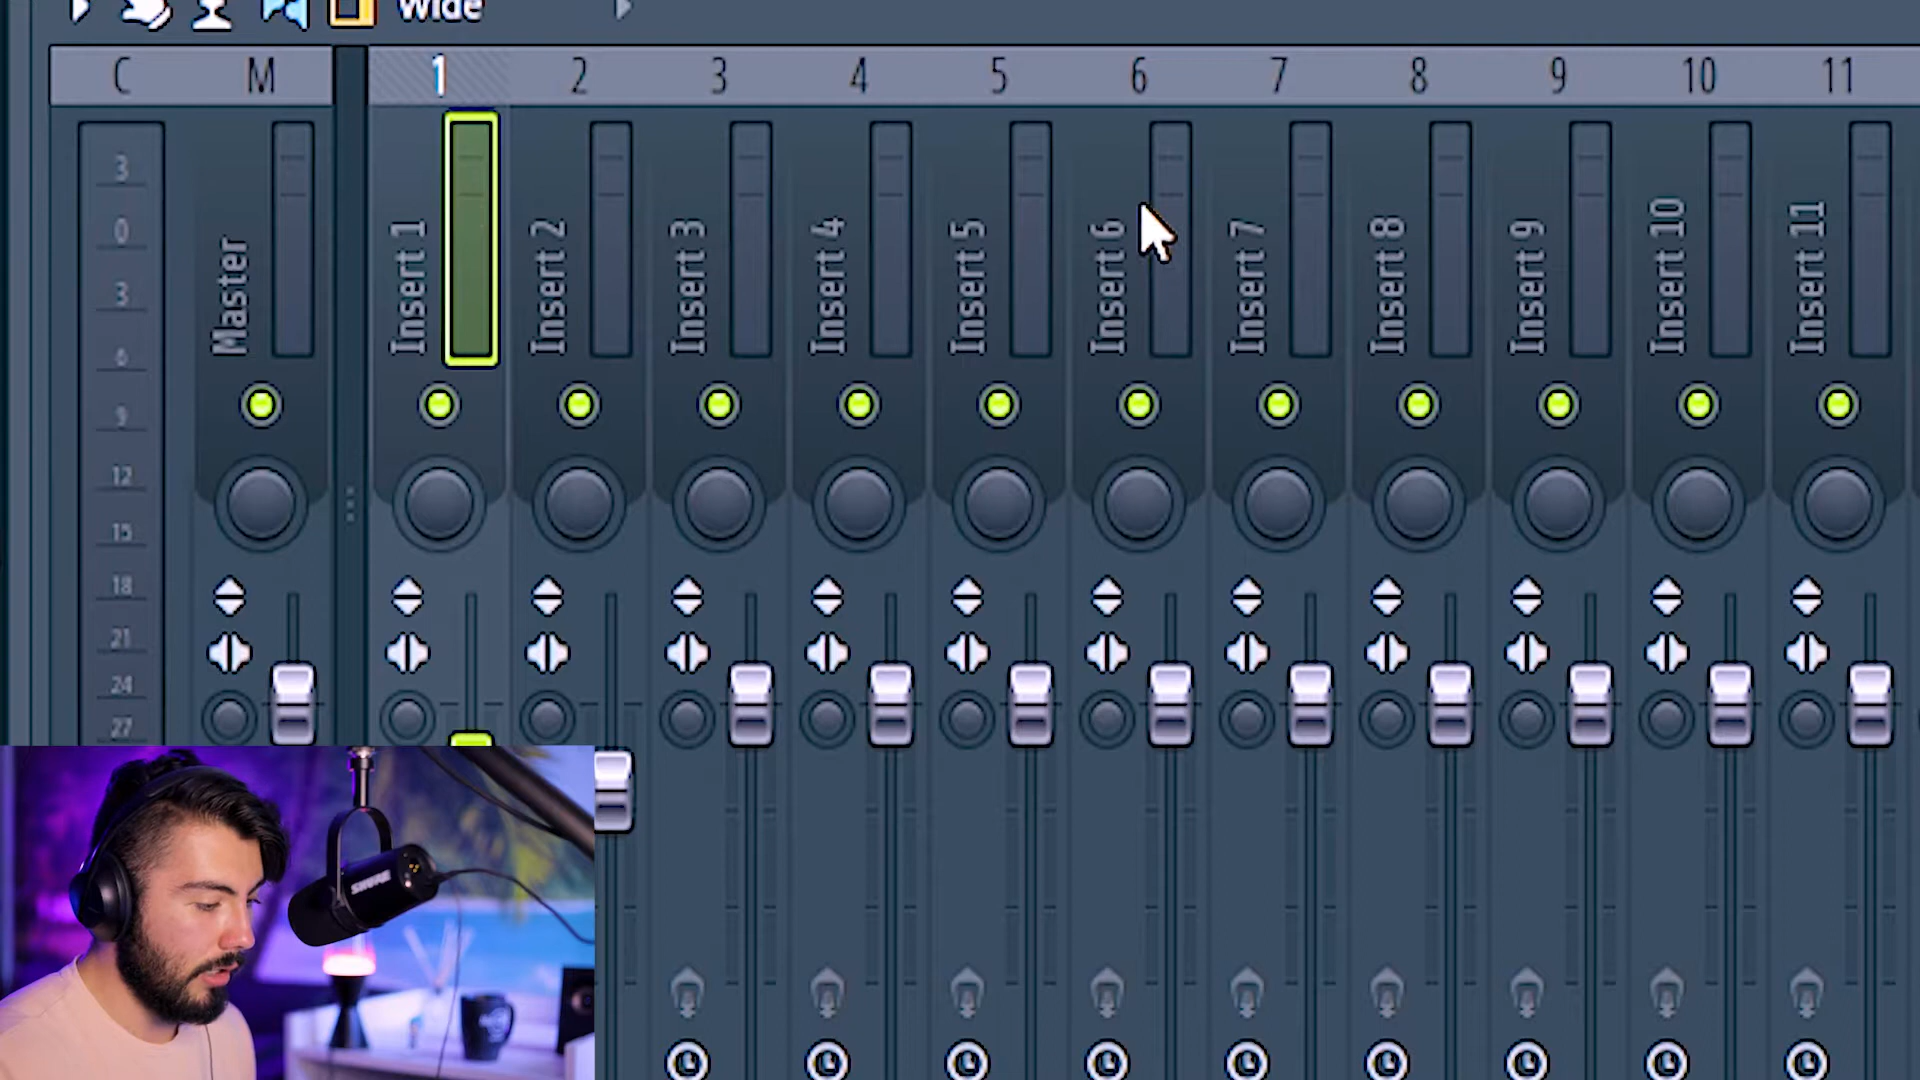 Wide
C M 1 2 3 4 5 6 7 8 9 10 11
3
0
3
6
9
12
15
18
21
24
27
Master
Insert 1
Insert 2
Insert 3
Insert 4
Insert 5
Insert 6
Insert 7
Insert 8
Insert 9
Insert 10
Insert 11
SHURE